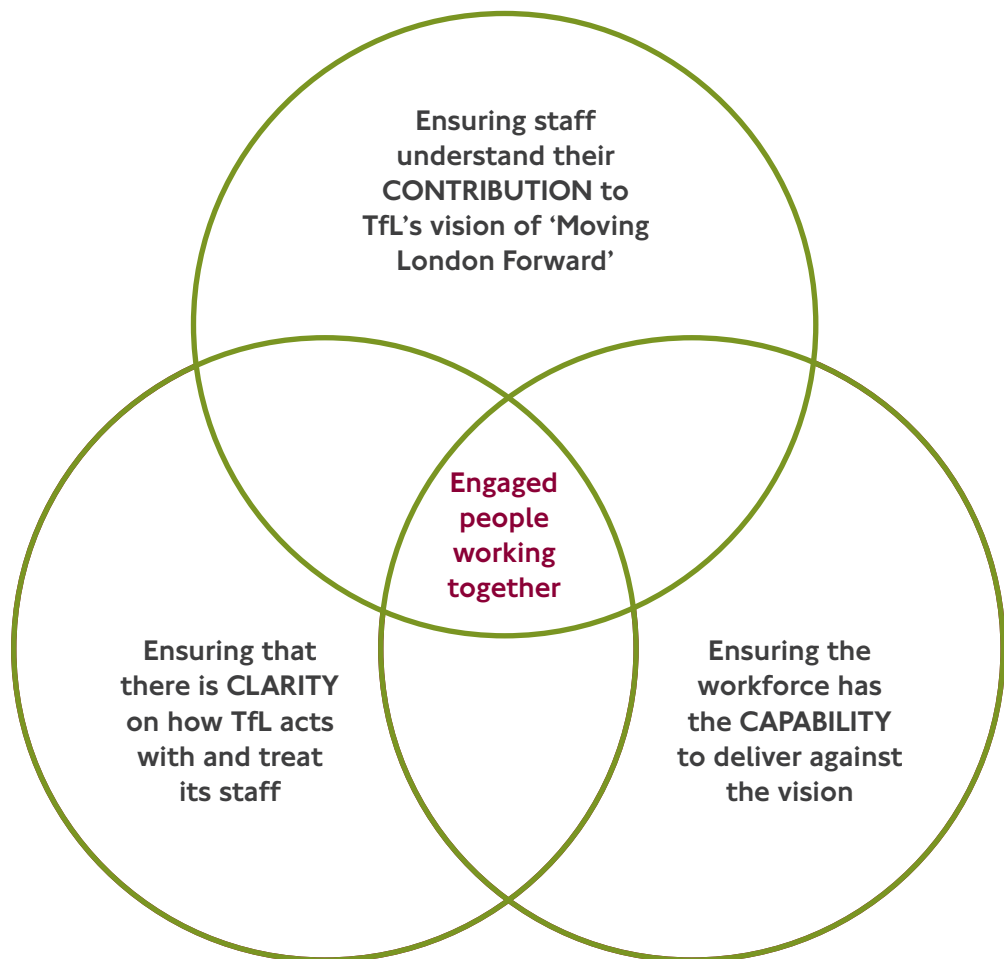 Ensuring staff
understand their
CONTRIBUTION to
TfL’s vision of ‘Moving
London Forward’
Engaged
people
working
together
Ensuring that
there is CLARITY
on how TfL acts
with and treat
its staff
Ensuring the
workforce has
the CAPABILITY
to deliver against
the vision